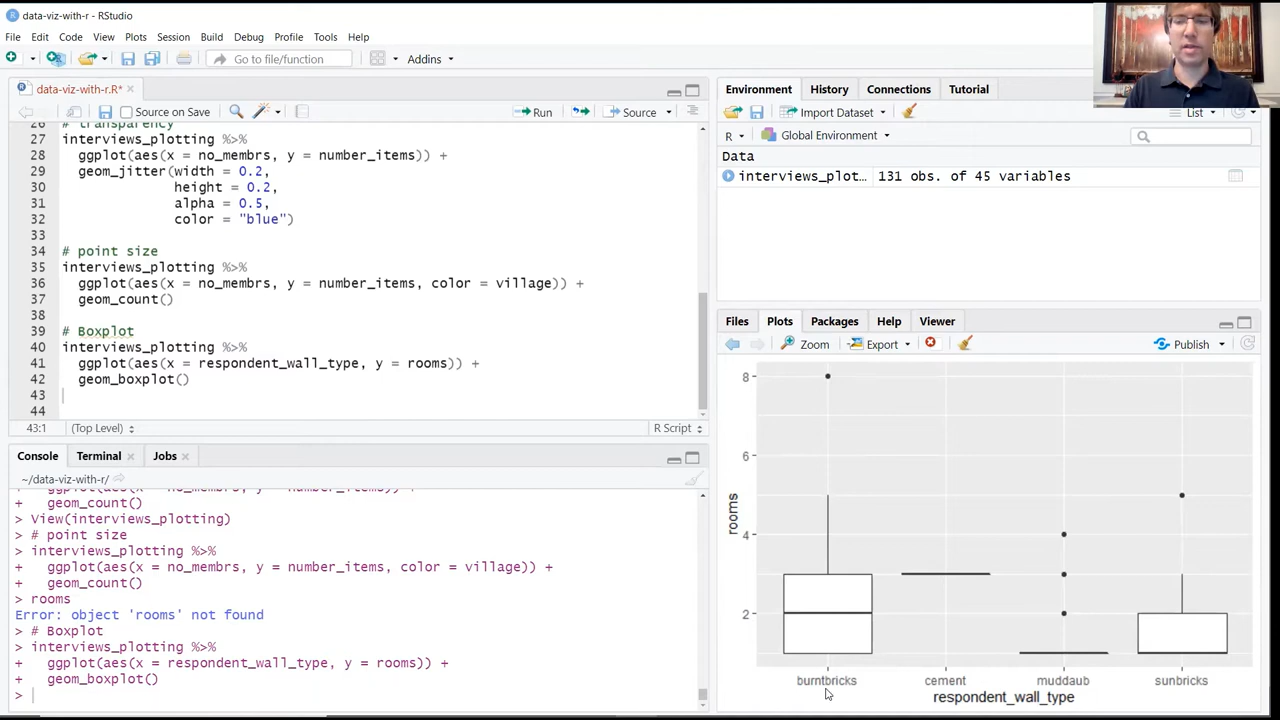 data-viz-with-r - RStudio
File Edit Code View Plots Session Build Debug Profile Tools Help
Go to file/function Addins
data-viz-with-r.R*
Source on Save Run Source
26 # transparency
27 interviews_plotting %>%
28 ggplot(aes(x = no_membrs, y = number_items)) +
29 geom_jitter(width = 0.2,
30 height = 0.2,
31 alpha = 0.5,
32 color = "blue")
33
34 # point size
35 interviews_plotting %>%
36 ggplot(aes(x = no_membrs, y = number_items, color = village)) +
37 geom_count()
38
39 # Boxplot
40 interviews_plotting %>%
41 ggplot(aes(x = respondent_wall_type, y = rooms)) +
42 geom_boxplot()
43
44
43:1 (Top Level) R Script
Console Terminal Jobs
~/data-viz-with-r/
+ ggplot(aes(x = no_membrs, y = number_items)) +
+ geom_count()
> View(interviews_plotting)
> # point size
> interviews_plotting %>%
+ ggplot(aes(x = no_membrs, y = number_items, color = village)) +
+ geom_count()
> rooms
Error: object 'rooms' not found
> # Boxplot
> interviews_plotting %>%
+ ggplot(aes(x = respondent_wall_type, y = rooms)) +
+ geom_boxplot()
>
Environment History Connections Tutorial
Import Dataset List
R Global Environment
Data
interviews_plot… 131 obs. of 45 variables
Files Plots Packages Help Viewer
Zoom Export Publish
8
6
4
2
rooms
burntbricks cement muddaub sunbricks
respondent_wall_type